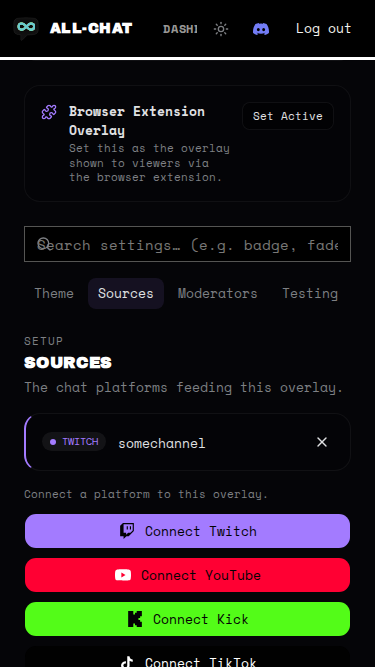 ALL-CHAT DASHI Log out
Browser Extension
Overlay
Set Active
Set this as the overlay
shown to viewers via
the browser extension.
Search settings… (e.g. badge, fade
Theme Sources Moderators Testing
SETUP
SOURCES
The chat platforms feeding this overlay.
TWITCH somechannel
Connect a platform to this overlay.
Connect Twitch
Connect YouTube
Connect Kick
Connect TikTok